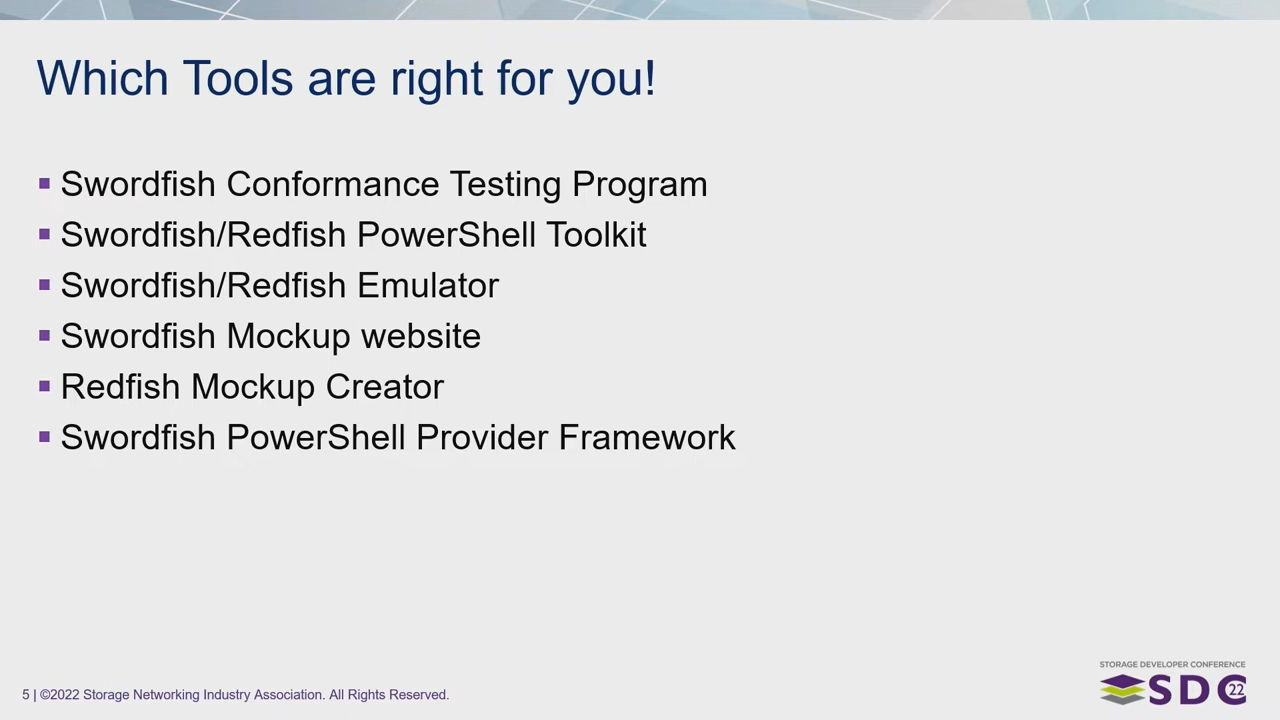 Which Tools are right for you!
Swordfish Conformance Testing Program
Swordfish/Redfish PowerShell Toolkit
Swordfish/Redfish Emulator
Swordfish Mockup website
Redfish Mockup Creator
Swordfish PowerShell Provider Framework
5 | ©2022 Storage Networking Industry Association. All Rights Reserved.
STORAGE DEVELOPER CONFERENCE
SDC 22